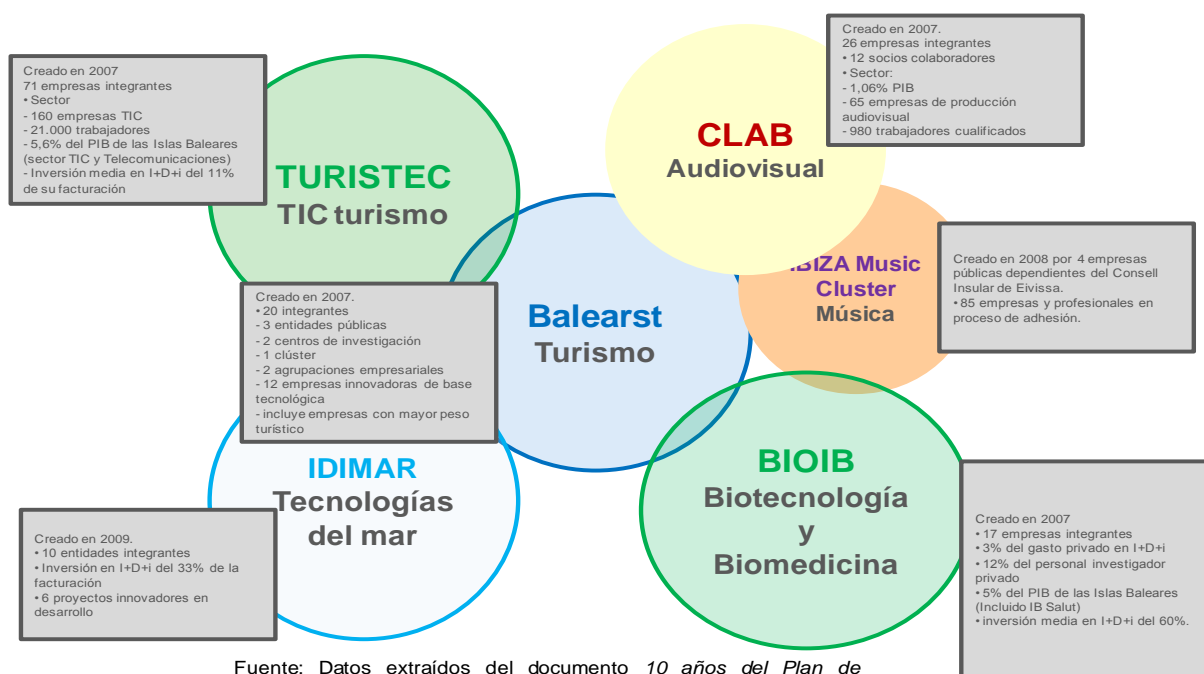 Creado en 2007
71 empresas integrantes
• Sector
- 160 empresas TIC
- 21.000 trabajadores
- 5,6% del PIB de las Islas Baleares
(sector TIC y Telecomunicaciones)
- Inversión media en I+D+i del 11%
de su facturación
TURISTEC
TIC turismo
Creado en 2007.
26 empresas integrantes
• 12 socios colaboradores
• Sector:
- 1,06% PIB
- 65 empresas de producción
audiovisual
- 980 trabajadores cualificados
CLAB
Audiovisual
IBIZA Music
Cluster
Música
Creado en 2008 por 4 empresas
públicas dependientes del Consell
Insular de Eivissa.
• 85 empresas y profesionales en
proceso de adhesión.
Creado en 2007.
• 20 integrantes
- 3 entidades públicas
- 2 centros de investigación
- 1 clúster
- 2 agrupaciones empresariales
- 12 empresas innovadoras de base
tecnológica
- incluye empresas con mayor peso
turístico
Balearst
Turismo
IDIMAR
Tecnologías
del mar
Creado en 2009.
• 10 entidades integrantes
• Inversión en I+D+i del 33% de la
facturación
• 6 proyectos innovadores en
desarrollo
BIOIB
Biotecnología
y
Biomedicina
Creado en 2007
• 17 empresas integrantes
• 3% del gasto privado en I+D+i
• 12% del personal investigador
privado
• 5% del PIB de las Islas Baleares
(Incluido IB Salut)
• inversión media en I+D+i del 60%.
Fuente: Datos extraídos del documento 10 años del Plan de